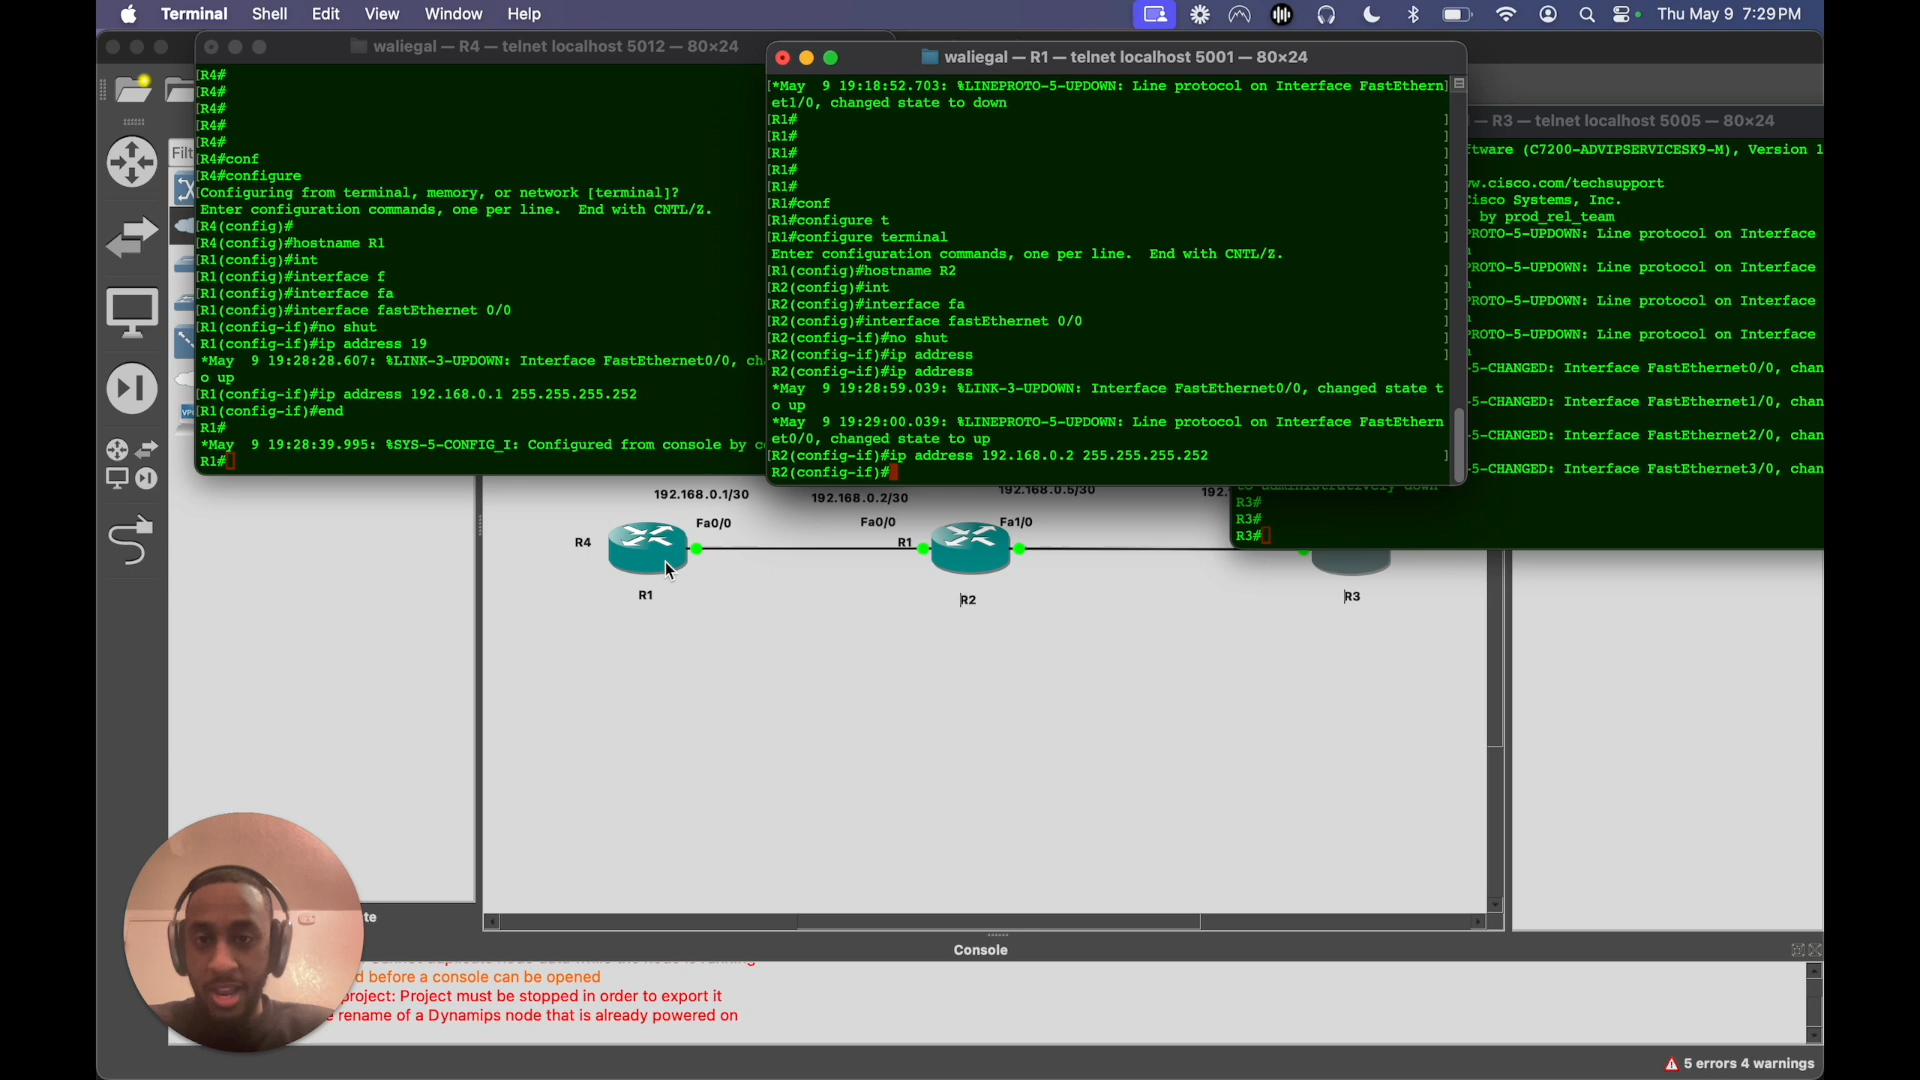 Terminal Shell Edit View Window Help Thu May 9 7:29 PM
waliegal — R4 — telnet localhost 5012 — 80×24
[R4#
[R4#
[R4#
[R4#
[R4#
[R4#conf
[R4#configure
[Configuring from terminal, memory, or network [terminal]?
Enter configuration commands, one per line. End with CNTL/Z.
[R4(config)#
[R4(config)#hostname R1
[R1(config)#int
[R1(config)#interface f
[R1(config)#interface fa
[R1(config)#interface fastEthernet 0/0
[R1(config-if)#no shut
R1(config-if)#ip address 19
*May 9 19:28:28.607: %LINK-3-UPDOWN: Interface FastEthernet0/0, ch
o up
[R1(config-if)#ip address 192.168.0.1 255.255.255.252
[R1(config-if)#end
R1#
*May 9 19:28:39.995: %SYS-5-CONFIG_I: Configured from console by c
R1#
waliegal — R1 — telnet localhost 5001 — 80×24
[*May 9 19:18:52.703: %LINEPROTO-5-UPDOWN: Line protocol on Interface FastEthern]
et1/0, changed state to down
[R1# ]
[R1# ]
[R1# ]
[R1# ]
[R1# ]
[R1#conf ]
[R1#configure t ]
[R1#configure terminal ]
Enter configuration commands, one per line. End with CNTL/Z.
[R1(config)#hostname R2 ]
[R2(config)#int ]
[R2(config)#interface fa ]
[R2(config)#interface fastEthernet 0/0 ]
[R2(config-if)#no shut ]
[R2(config-if)#ip address ]
R2(config-if)#ip address
*May 9 19:28:59.039: %LINK-3-UPDOWN: Interface FastEthernet0/0, changed state t
o up
*May 9 19:29:00.039: %LINEPROTO-5-UPDOWN: Line protocol on Interface FastEthern
et0/0, changed state to up
[R2(config-if)#ip address 192.168.0.2 255.255.255.252 ]
R2(config-if)#
— R3 — telnet localhost 5005 — 80×24
tware (C7200-ADVIPSERVICESK9-M), Version 1
w.cisco.com/techsupport
Cisco Systems, Inc.
by prod_rel_team
PROTO-5-UPDOWN: Line protocol on Interface
PROTO-5-UPDOWN: Line protocol on Interface
PROTO-5-UPDOWN: Line protocol on Interface
PROTO-5-UPDOWN: Line protocol on Interface
-5-CHANGED: Interface FastEthernet0/0, chan
-5-CHANGED: Interface FastEthernet1/0, chan
-5-CHANGED: Interface FastEthernet2/0, chan
-5-CHANGED: Interface FastEthernet3/0, chan
to administratively down
R3#
R3#
R3#
Filt
192.168.0.1/30 192.168.0.2/30 192.168.0.5/30 192.
Fa0/0 Fa0/0 Fa1/0
R4 R1
R1 R2 R3
te
Console
d before a console can be opened
project: Project must be stopped in order to export it
e rename of a Dynamips node that is already powered on
5 errors 4 warnings